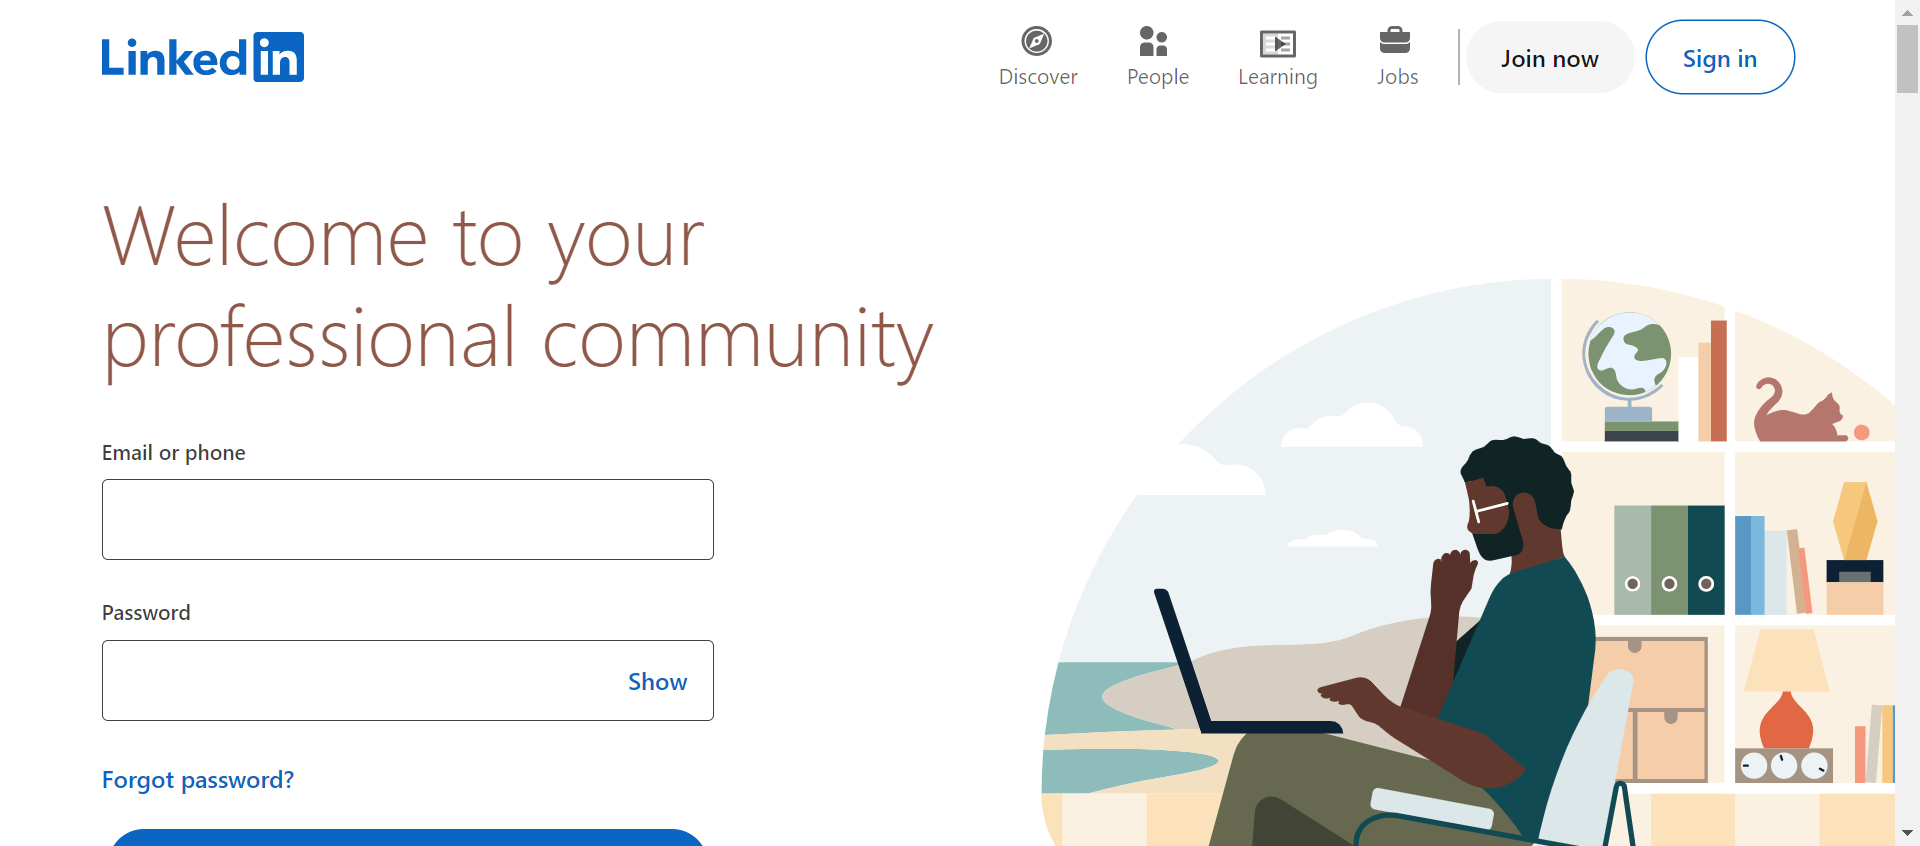 Linkedin
Discover
People
Learning
Jobs
Join now
Sign in
Welcome to your
professional community
Email or phone
Password
Show
Forgot password?